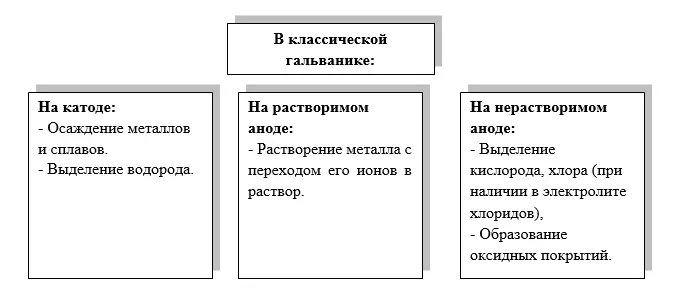 В классической
гальванике:
На катоде:
- Осаждение металлов
и сплавов.
- Выделение водорода.
На растворимом
аноде:
- Растворение металла с
переходом его ионов в
раствор.
На нерастворимом
аноде:
- Выделение
кислорода, хлора (при
наличии в электролите
хлоридов),
- Образование
оксидных покрытий.